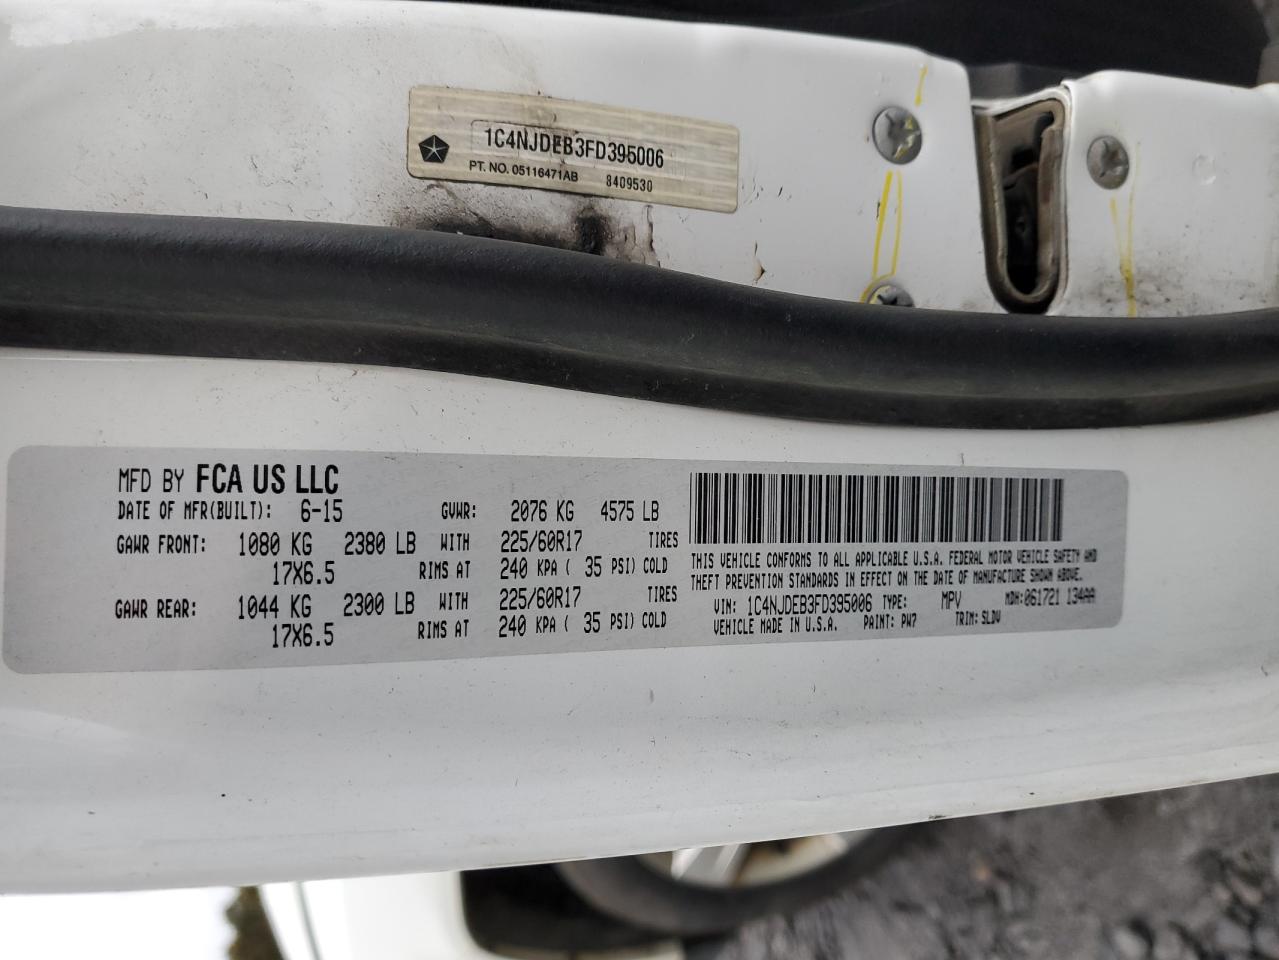 1C4NJDEB3FD395006
PT. NO. 05116471AB 8409530
MFD BY FCA US LLC
DATE OF MFR(BUILT): 6-15 GVWR: 2076 KG 4575 LB
GAWR FRONT: 1080 KG 2380 LB WITH 225/60R17 TIRES
17X6.5 RIMS AT 240 KPA ( 35 PSI) COLD
GAWR REAR: 1044 KG 2300 LB WITH 225/60R17 TIRES
17X6.5 RIMS AT 240 KPA ( 35 PSI) COLD
THIS VEHICLE CONFORMS TO ALL APPLICABLE U.S.A. FEDERAL MOTOR VEHICLE SAFETY AND
THEFT PREVENTION STANDARDS IN EFFECT ON THE DATE OF MANUFACTURE SHOWN ABOVE.
VIN: 1C4NJDEB3FD395006 TYPE: MPV MDH: 061721 134AA
VEHICLE MADE IN U.S.A. PAINT: PW7 TRIM: SLDV